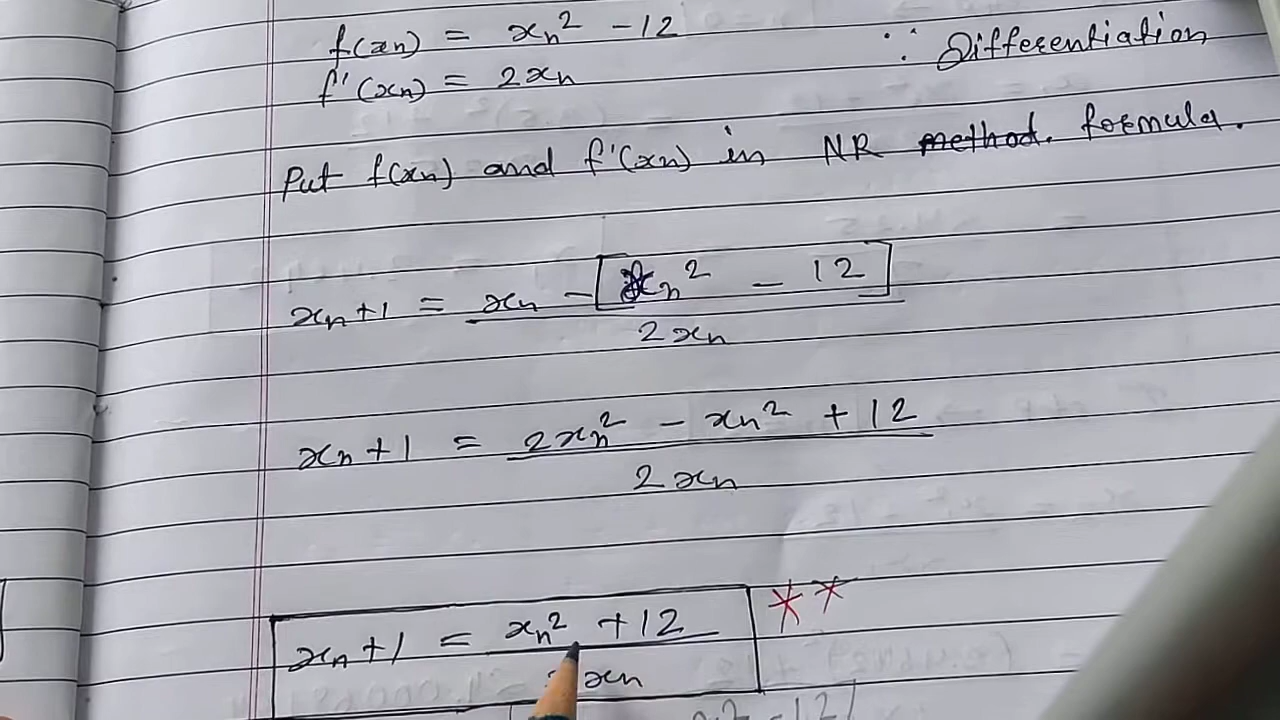 f(xn) = xn² - 12
f'(xn) = 2xn ∵ Differentiation
Put f(xn) and f'(xn) in NR method. formula.
xn+1 = xn - [xn² - 12]
2xn
xn+1 = 2xn² - xn² + 12
2xn
xn+1 = xn² + 12 **
xn